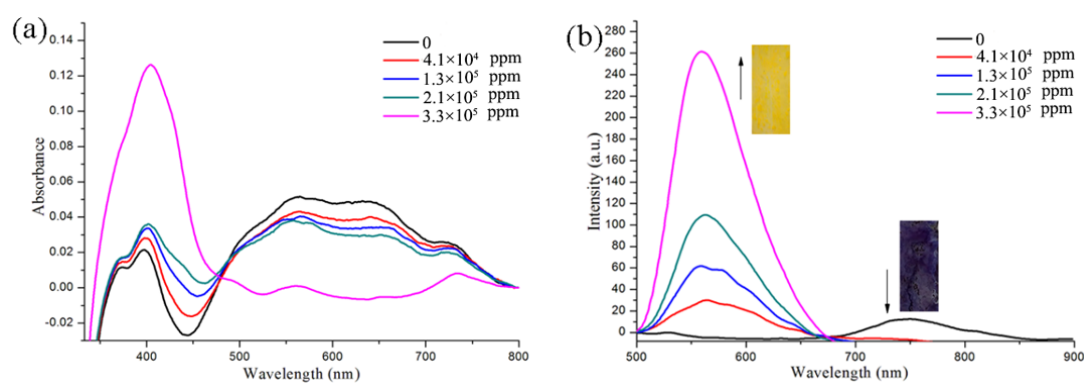 (a)
Absorbance
0.14
0.12
0.10
0.08
0.06
0.04
0.02
0.00
-0.02
0
4.1×10⁴ ppm
1.3×10⁵ ppm
2.1×10⁵ ppm
3.3×10⁵ ppm
400 500 600 700 800
Wavelength (nm)
(b)
Intensity (a.u.)
280
260
240
220
200
180
160
140
120
100
80
60
40
20
0
0
4.1×10⁴ ppm
1.3×10⁵ ppm
2.1×10⁵ ppm
3.3×10⁵ ppm
500 600 700 800 900
Wavelength (nm)